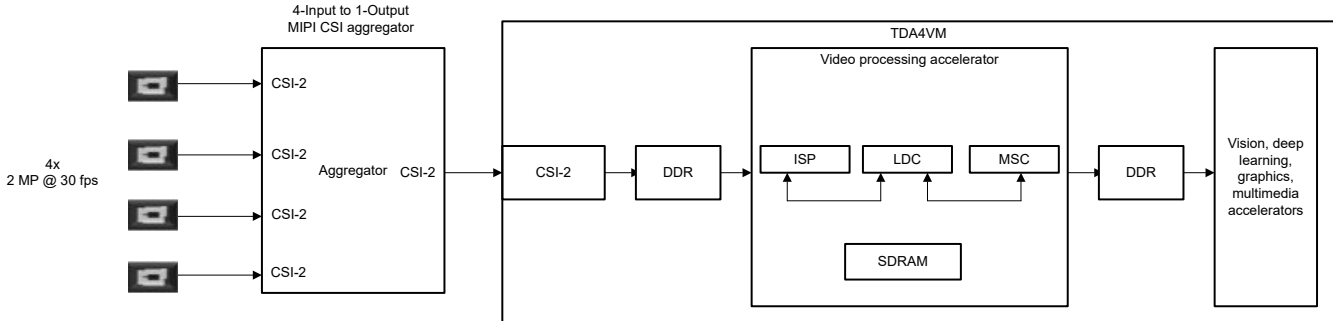 4-Input to 1-Output
MIPI CSI aggregator
TDA4VM
Video processing accelerator
4x
2 MP @ 30 fps
CSI-2
CSI-2
CSI-2
CSI-2
Aggregator
CSI-2
CSI-2
DDR
ISP
LDC
MSC
SDRAM
DDR
Vision, deep
learning,
graphics,
multimedia
accelerators